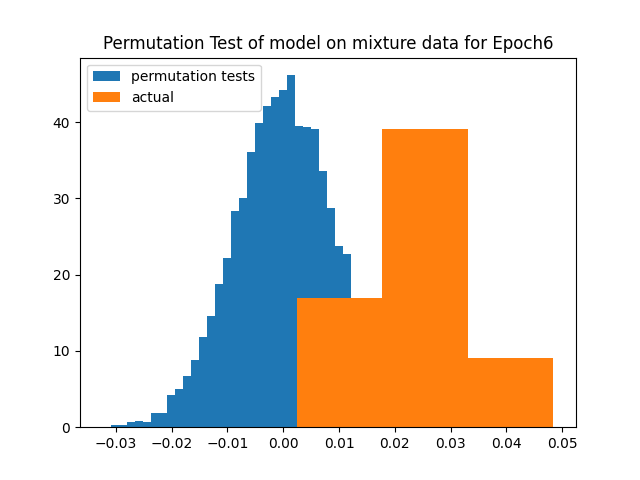 Permutation Test of model on mixture data for Epoch6
permutation tests
actual
40
30
20
10
0
−0.03 −0.02 −0.01 0.00 0.01 0.02 0.03 0.04 0.05